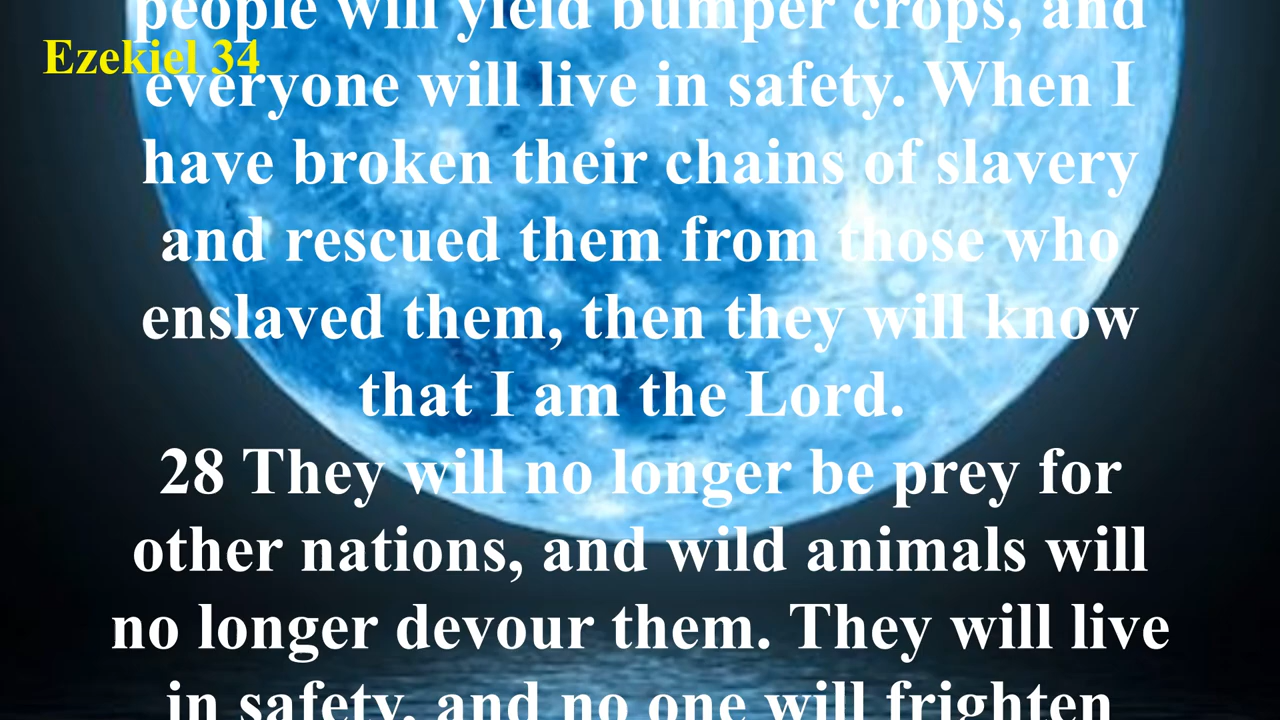 people will yield bumper crops, and
Ezekiel 34
everyone will live in safety. When I
have broken their chains of slavery
and rescued them from those who
enslaved them, then they will know
that I am the Lord.
28 They will no longer be prey for
other nations, and wild animals will
no longer devour them. They will live
in safety, and no one will frighten